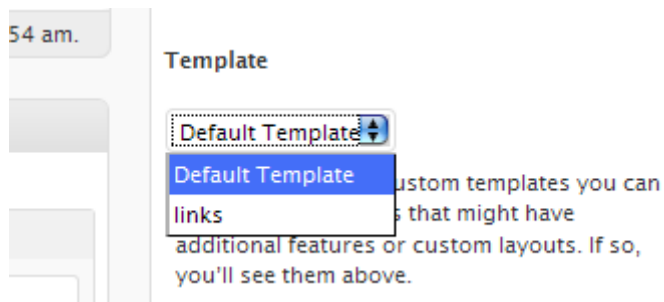 54 am.
Template
Default Template
Default Template
links
ustom templates you can
s that might have
additional features or custom layouts. If so,
you'll see them above.